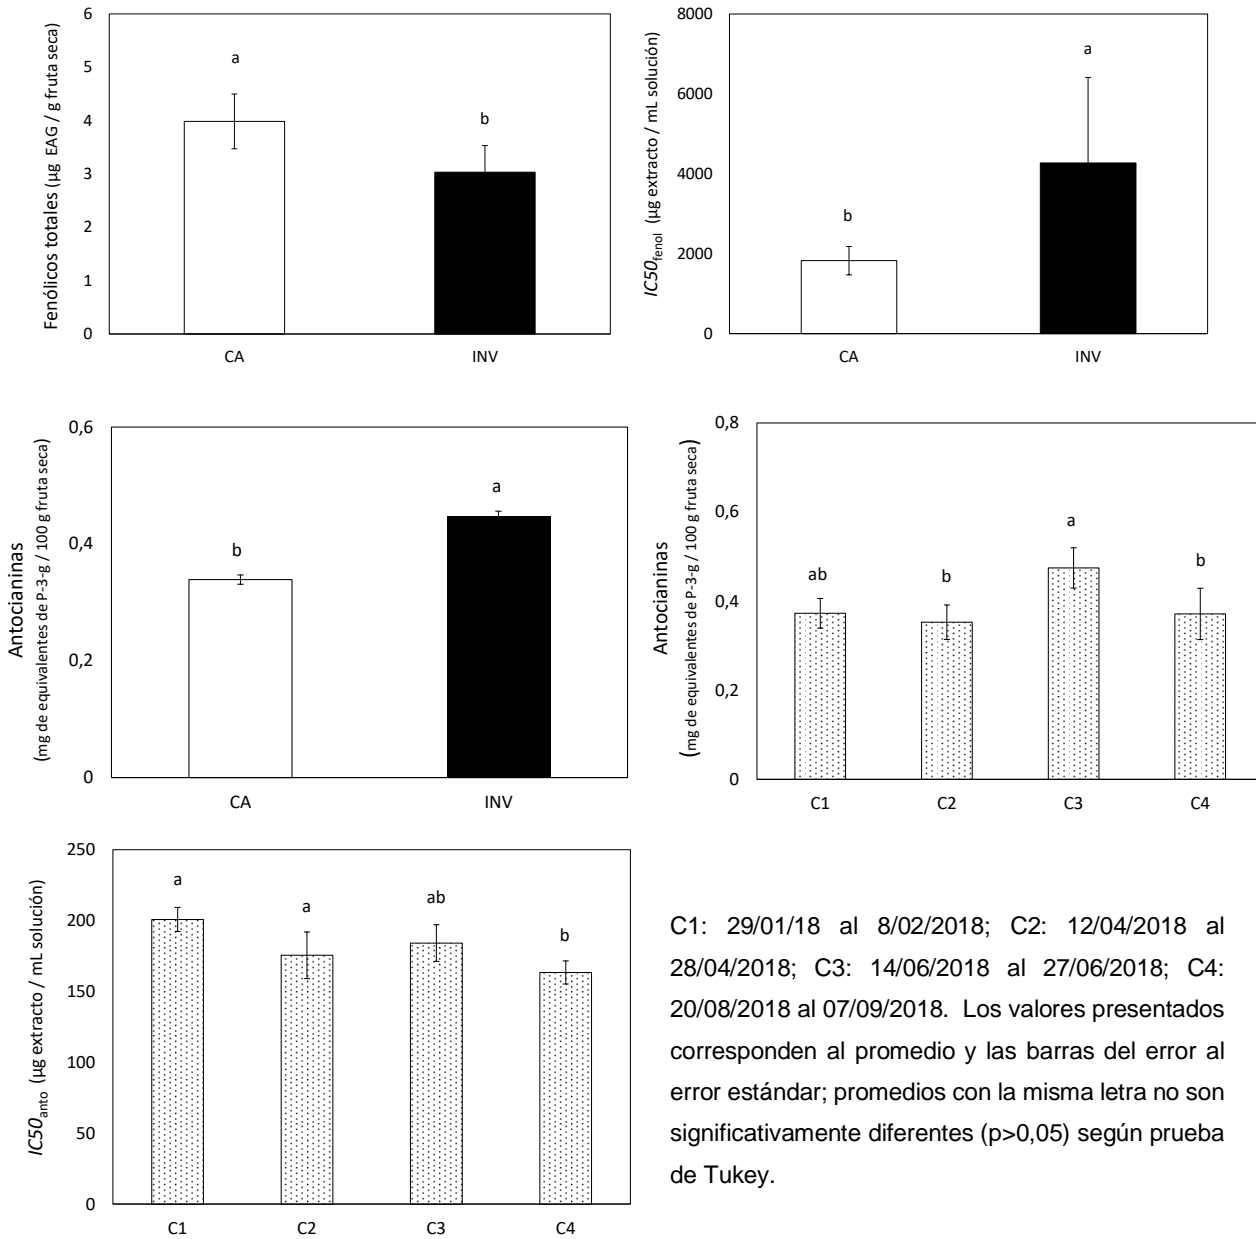 Fenólicos totales (µg EAG / g fruta seca)
6
5
4
3
2
1
0
a
b
CA
INV
IC50fenol (µg extracto / mL solución)
8000
6000
4000
2000
0
b
a
CA
INV
Antocianinas
(mg de equivalentes de P-3-g / 100 g fruta seca)
0,6
0,4
0,2
0
b
a
CA
INV
Antocianinas
(mg de equivalentes de P-3-g / 100 g fruta seca)
0,8
0,6
0,4
0,2
0
ab
b
a
b
C1
C2
C3
C4
IC50anto (µg extracto / mL solución)
250
200
150
100
50
0
a
a
ab
b
C1
C2
C3
C4
C1: 29/01/18 al 8/02/2018; C2: 12/04/2018 al
28/04/2018; C3: 14/06/2018 al 27/06/2018; C4:
20/08/2018 al 07/09/2018. Los valores presentados
corresponden al promedio y las barras del error al
error estándar; promedios con la misma letra no son
significativamente diferentes (p>0,05) según prueba
de Tukey.